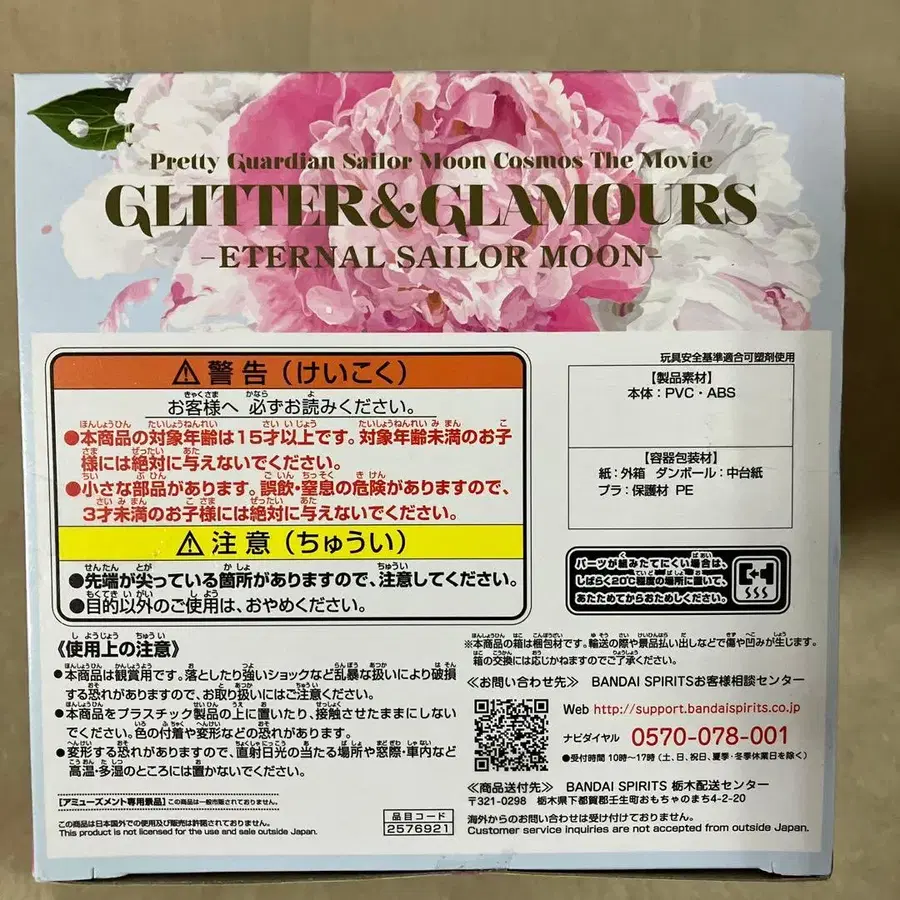 Pretty Guardian Sailor Moon Cosmos The Movie
GLITTER&GLAMOURS
-ETERNAL SAILOR MOON-
⚠警告（けいこく）
お客様へ 必ずお読みください。
●本商品の対象年齢は15才以上です。対象年齢未満のお子
様には絶対に与えないでください。
●小さな部品があります。誤飲・窒息の危険がありますので、
3才未満のお子様には絶対に与えないでください。
⚠注意（ちゅうい）
●先端が尖っている箇所がありますので、注意してください。
●目的以外のご使用は、おやめください。
玩具安全基準適合可塑剤使用
【製品素材】
本体：PVC・ABS
【容器包装材】
紙：外箱 ダンボール：中台紙
プラ：保護材 PE
パーツが組みたてにくい場合は、
しばらく20℃程度の場所に置いて、
あたためてからおためしください。
《使用上の注意》
●本商品は観賞用です。落としたり強いショックなど乱暴な扱いにより破損
する恐れがありますので、お取り扱いにはご注意ください。
●本商品をプラスチック製品の上に置いたり、接触させたままにしない
でください。色の付着や変形などの恐れがあります。
●変形する恐れがありますので、直射日光の当たる場所や窓際・車内など
高温・多湿のところには置かないでください。
【アミューズメント専用景品】この商品は一般市販されておりません。
この商品は日本国外での使用及び販売は許諾されておりません。
This product is not licensed for the use and sale outside Japan.
品目コード
2576921
※本商品の箱は梱包材です。輸送の際や景品払い出しなどで傷や凹みが生じます。
箱の交換には応じかねますのでご了承ください。
≪お問い合わせ先≫ BANDAI SPIRITSお客様相談センター
Web http://support.bandaispirits.co.jp
ナビダイヤル 0570-078-001
●受付時間 10時〜17時（土、日、祝日、夏季・冬季休業日を除く）
≪商品送付先≫ BANDAI SPIRITS 栃木配送センター
〒321-0298 栃木県下都賀郡壬生町おもちゃのまち4-2-20
海外からのお問い合わせは受け付けておりません。
Customer service inquiries are not accepted from outside Japan.